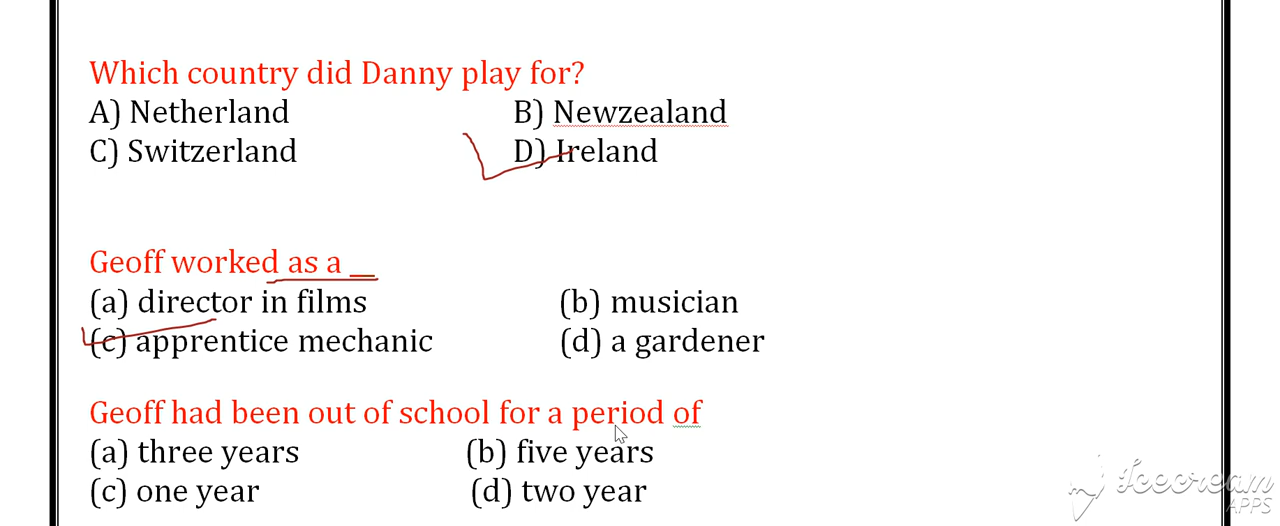 Which country did Danny play for?
A) Netherland B) Newzealand
C) Switzerland D) Ireland
Geoff worked as a __
(a) director in films (b) musician
(c) apprentice mechanic (d) a gardener
Geoff had been out of school for a period of
(a) three years (b) five years
(c) one year (d) two year
Icecream
APPS